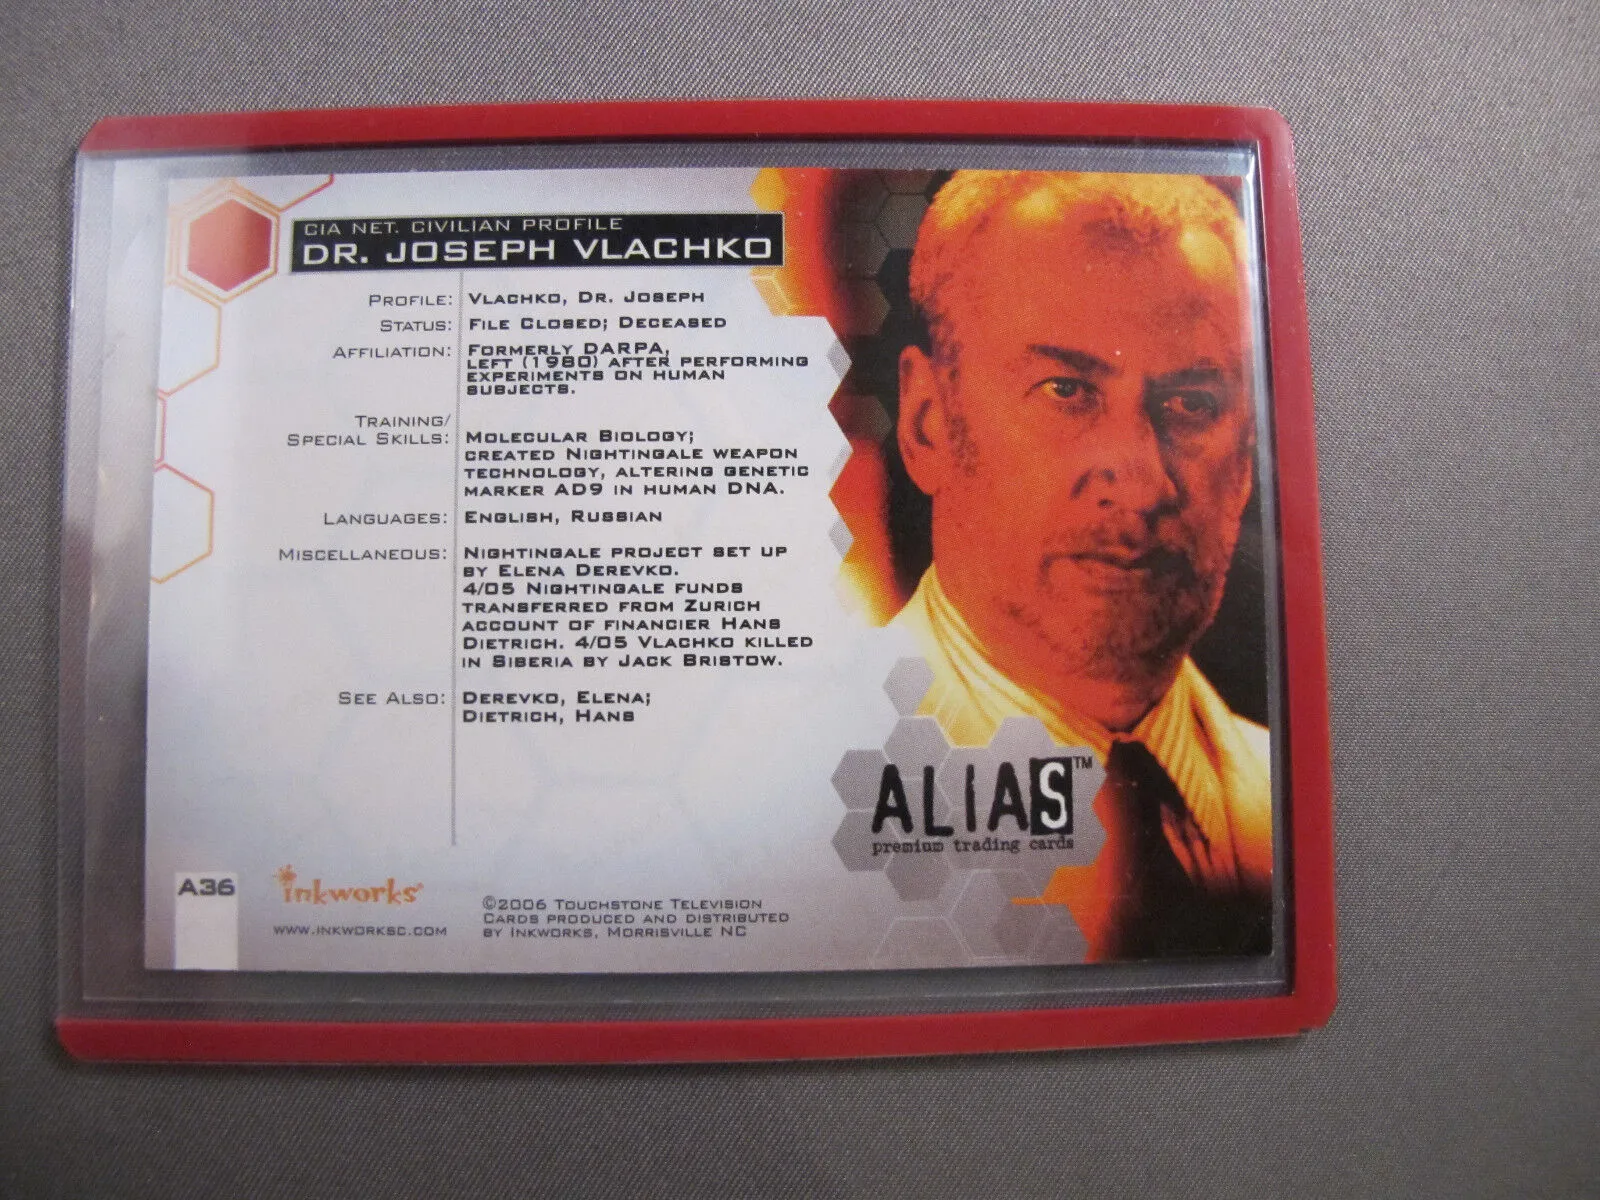 CIA NET. CIVILIAN PROFILE
DR. JOSEPH VLACHKO
PROFILE: VLACHKO, DR. JOSEPH
STATUS: FILE CLOSED; DECEASED
AFFILIATION: FORMERLY DARPA,
LEFT (1980) AFTER PERFORMING
EXPERIMENTS ON HUMAN
SUBJECTS.
TRAINING/
SPECIAL SKILLS: MOLECULAR BIOLOGY;
CREATED NIGHTINGALE WEAPON
TECHNOLOGY, ALTERING GENETIC
MARKER AD9 IN HUMAN DNA.
LANGUAGES: ENGLISH, RUSSIAN
MISCELLANEOUS: NIGHTINGALE PROJECT SET UP
BY ELENA DEREVKO.
4/05 NIGHTINGALE FUNDS
TRANSFERRED FROM ZURICH
ACCOUNT OF FINANCIER HANS
DIETRICH. 4/05 VLACHKO KILLED
IN SIBERIA BY JACK BRISTOW.
SEE ALSO: DEREVKO, ELENA;
DIETRICH, HANS
ALIAS™
premium trading cards
A36
inkworks®
WWW.INKWORKSC.COM
©2006 TOUCHSTONE TELEVISION
CARDS PRODUCED AND DISTRIBUTED
BY INKWORKS, MORRISVILLE NC